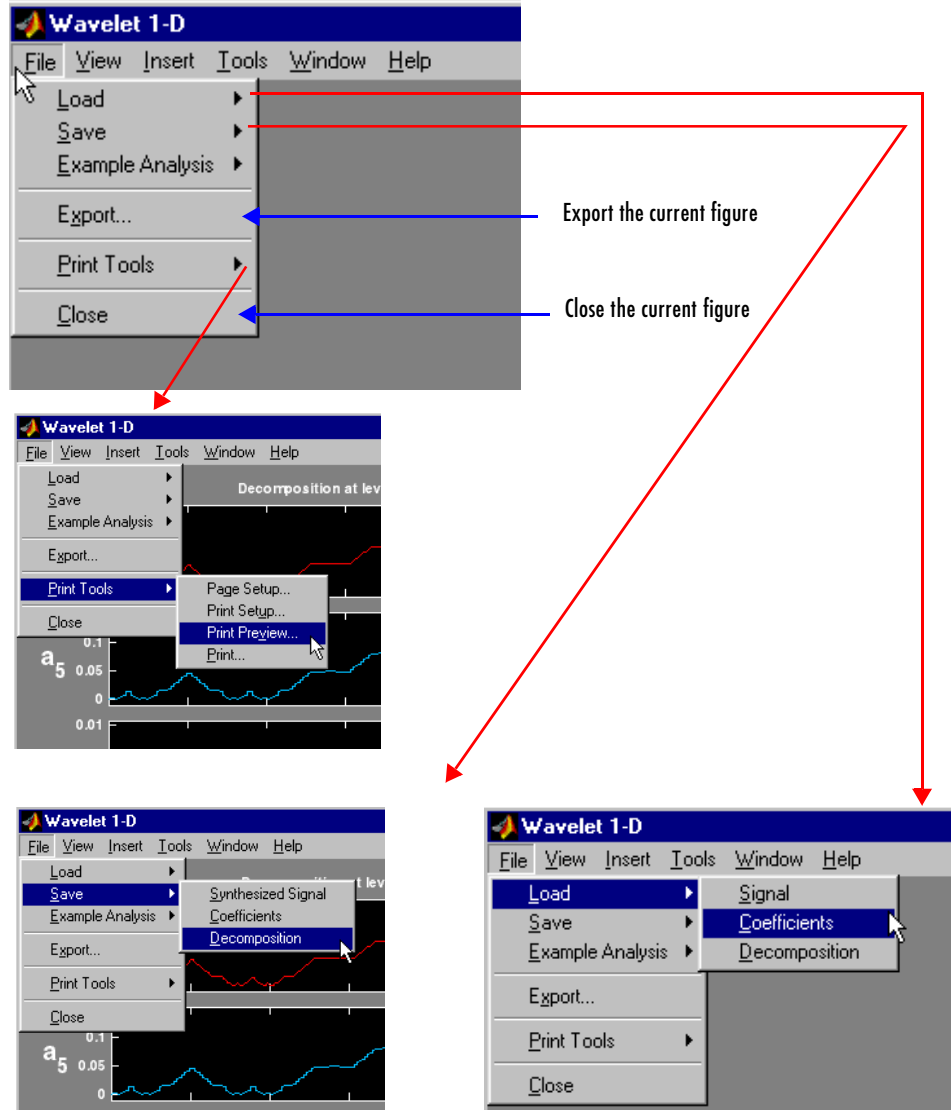 Wavelet 1-D
File View Insert Tools Window Help
Load
Save
Example Analysis
Export...
Export the current figure
Print Tools
Close
Close the current figure
Wavelet 1-D
File View Insert Tools Window Help
Load
Save
Example Analysis
Export...
Print Tools
Close
Decomposition at lev
Page Setup...
Print Setup...
Print Preview...
Print...
0.1
a5 0.05
0
0.01
Wavelet 1-D
File View Insert Tools Window Help
Load
Save
Example Analysis
Export...
Print Tools
Close
t lev
Synthesized Signal
Coefficients
Decomposition
0.1
a5 0.05
0
Wavelet 1-D
File View Insert Tools Window Help
Load
Save
Example Analysis
Export...
Print Tools
Close
Signal
Coefficients
Decomposition